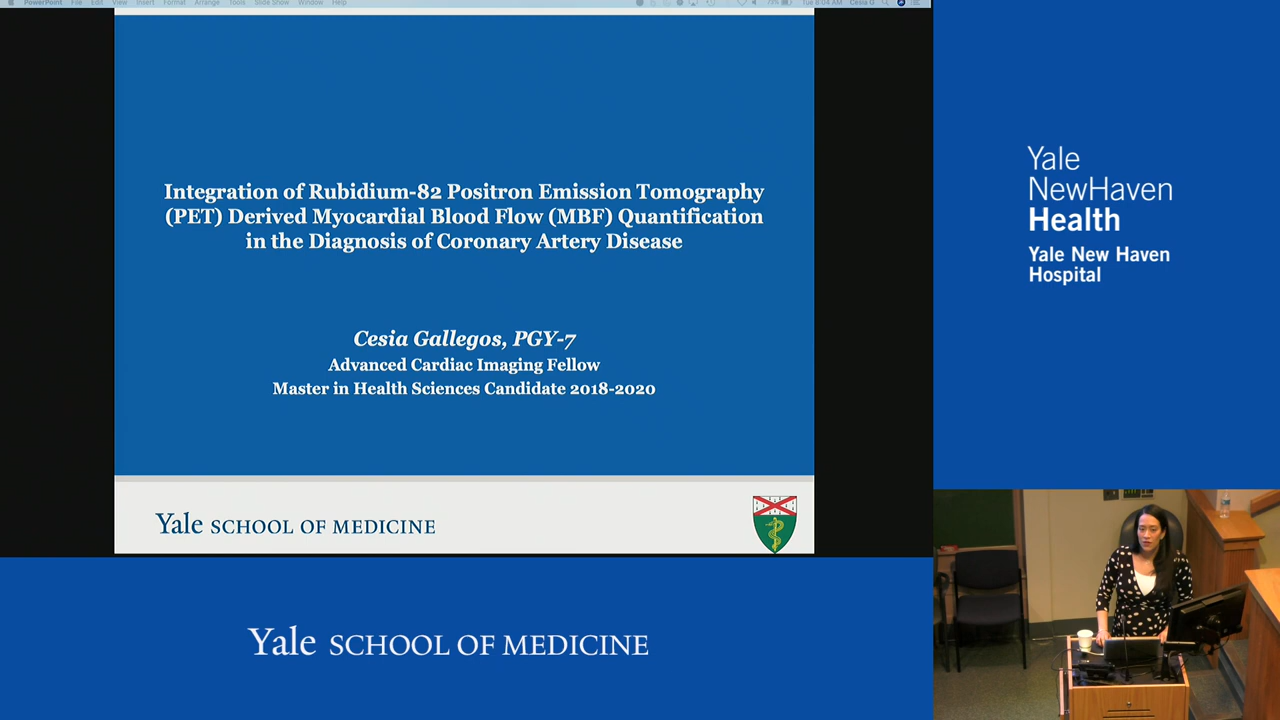 PowerPoint File Edit View Insert Format Arrange Tools Slide Show Window Help
Integration of Rubidium-82 Positron Emission Tomography
(PET) Derived Myocardial Blood Flow (MBF) Quantification
in the Diagnosis of Coronary Artery Disease
Cesia Gallegos, PGY-7
Advanced Cardiac Imaging Fellow
Master in Health Sciences Candidate 2018-2020
Yale SCHOOL OF MEDICINE
Yale SCHOOL OF MEDICINE
Yale
NewHaven
Health
Yale New Haven
Hospital